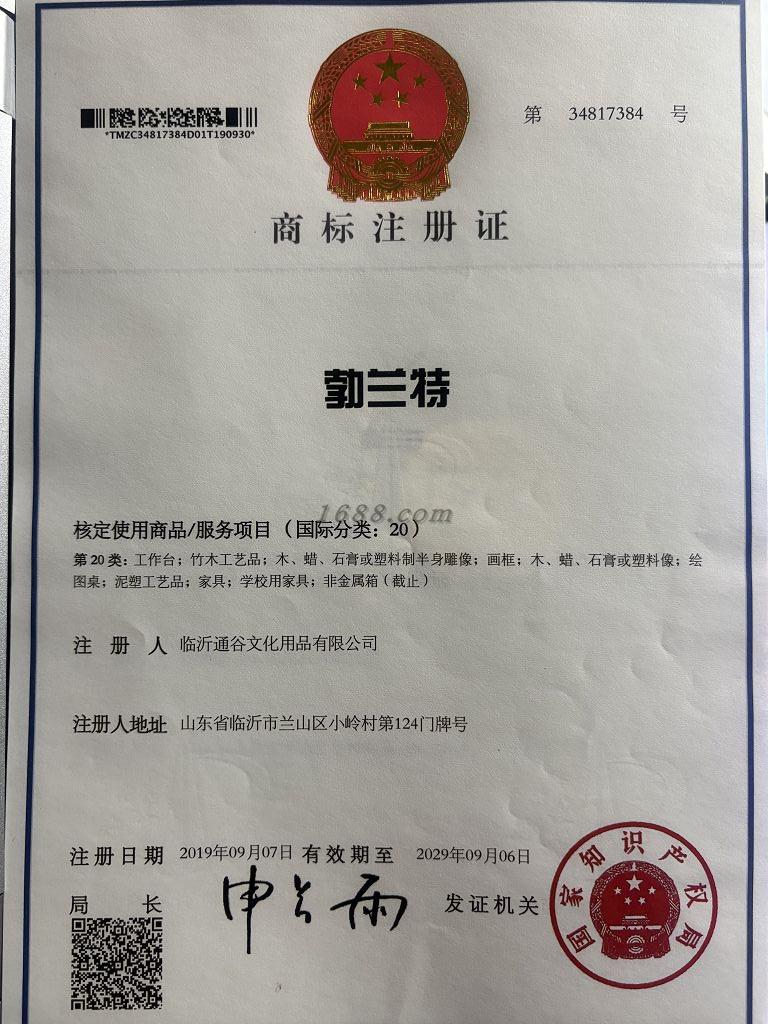 *TMZC34817384D01T190930*
第 34817384 号
商标注册证
勃兰特
1688.com
核定使用商品/服务项目（国际分类：20）
第20类：工作台；竹木工艺品；木、蜡、石膏或塑料制半身雕像；画框；木、蜡、石膏或塑料像；绘
图桌；泥塑工艺品；家具；学校用家具；非金属箱（截止）
注 册 人 临沂通谷文化用品有限公司
注册人地址 山东省临沂市兰山区小岭村第124门牌号
注册日期 2019年09月07日 有效期至 2029年09月06日
局 长 申长雨 发证机关
国家知识产权局